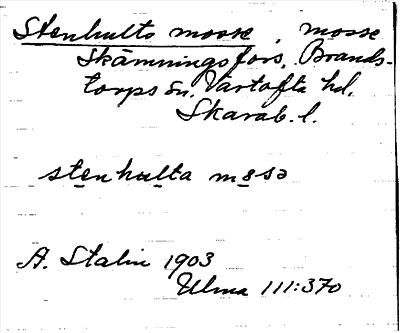 Stenhults mosse, mosse
Skämningsfors, Brands-
torps sn. Vartofta hd.
Skarab. l.
stenhulta mosə
A. Stalin 1903
Ulma 111:370